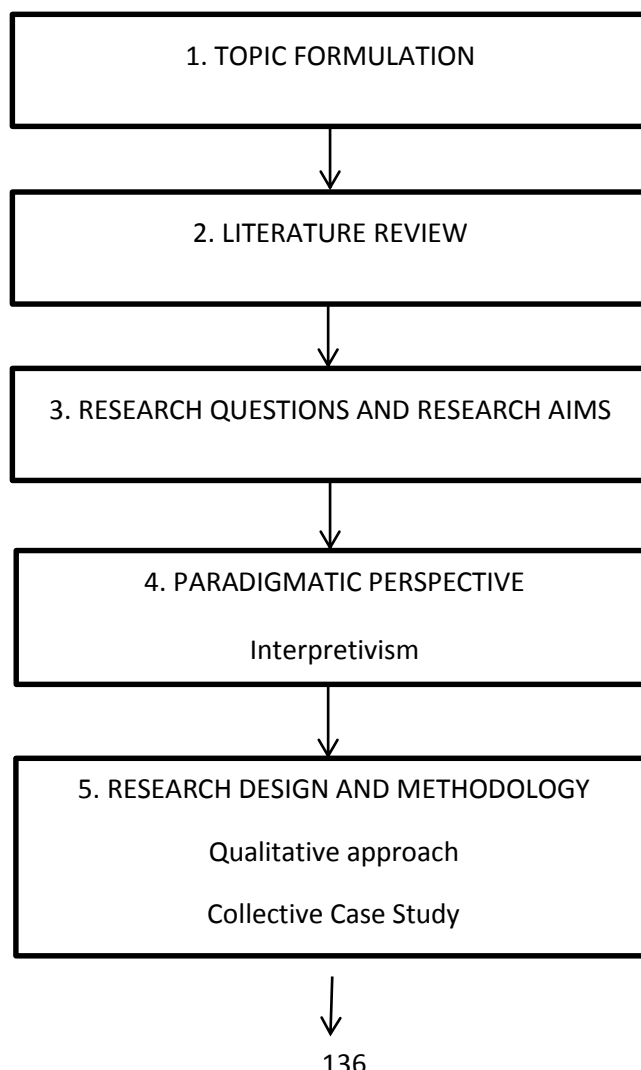 1. TOPIC FORMULATION
2. LITERATURE REVIEW
3. RESEARCH QUESTIONS AND RESEARCH AIMS
4. PARADIGMATIC PERSPECTIVE
Interpretivism
5. RESEARCH DESIGN AND METHODOLOGY
Qualitative approach
Collective Case Study
136